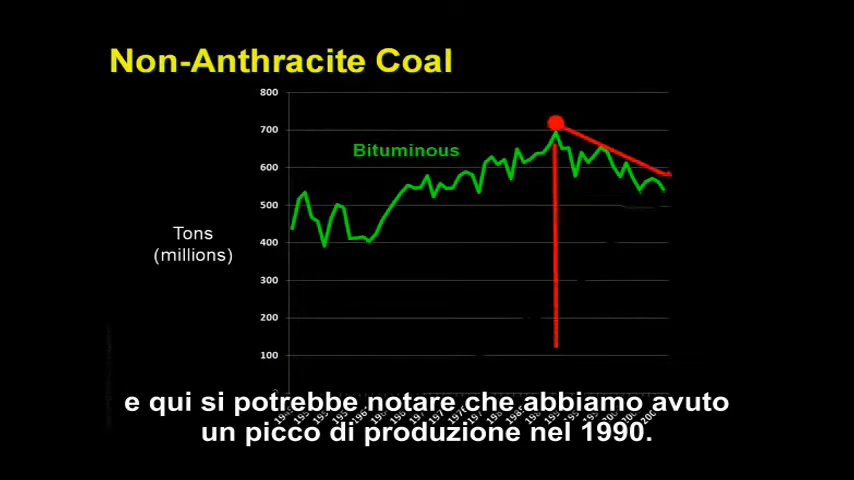 Non-Anthracite Coal
800
700
Bituminous
600
500
Tons
(millions)
400
300
200
100
e qui si potrebbe notare che abbiamo avuto
un picco di produzione nel 1990.